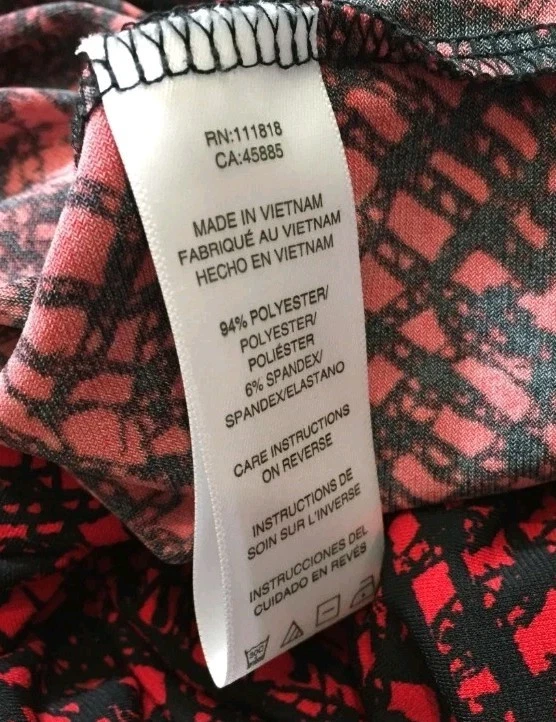 RN:111818
CA:45885
MADE IN VIETNAM
FABRIQUÉ AU VIETNAM
HECHO EN VIETNAM
94% POLYESTER/
POLYESTER/
POLIÉSTER
6% SPANDEX/
SPANDEX/ELASTANO
CARE INSTRUCTIONS
ON REVERSE
INSTRUCTIONS DE
SOIN SUR L'INVERSE
INSTRUCCIONES DEL
CUIDADO EN REVÉS